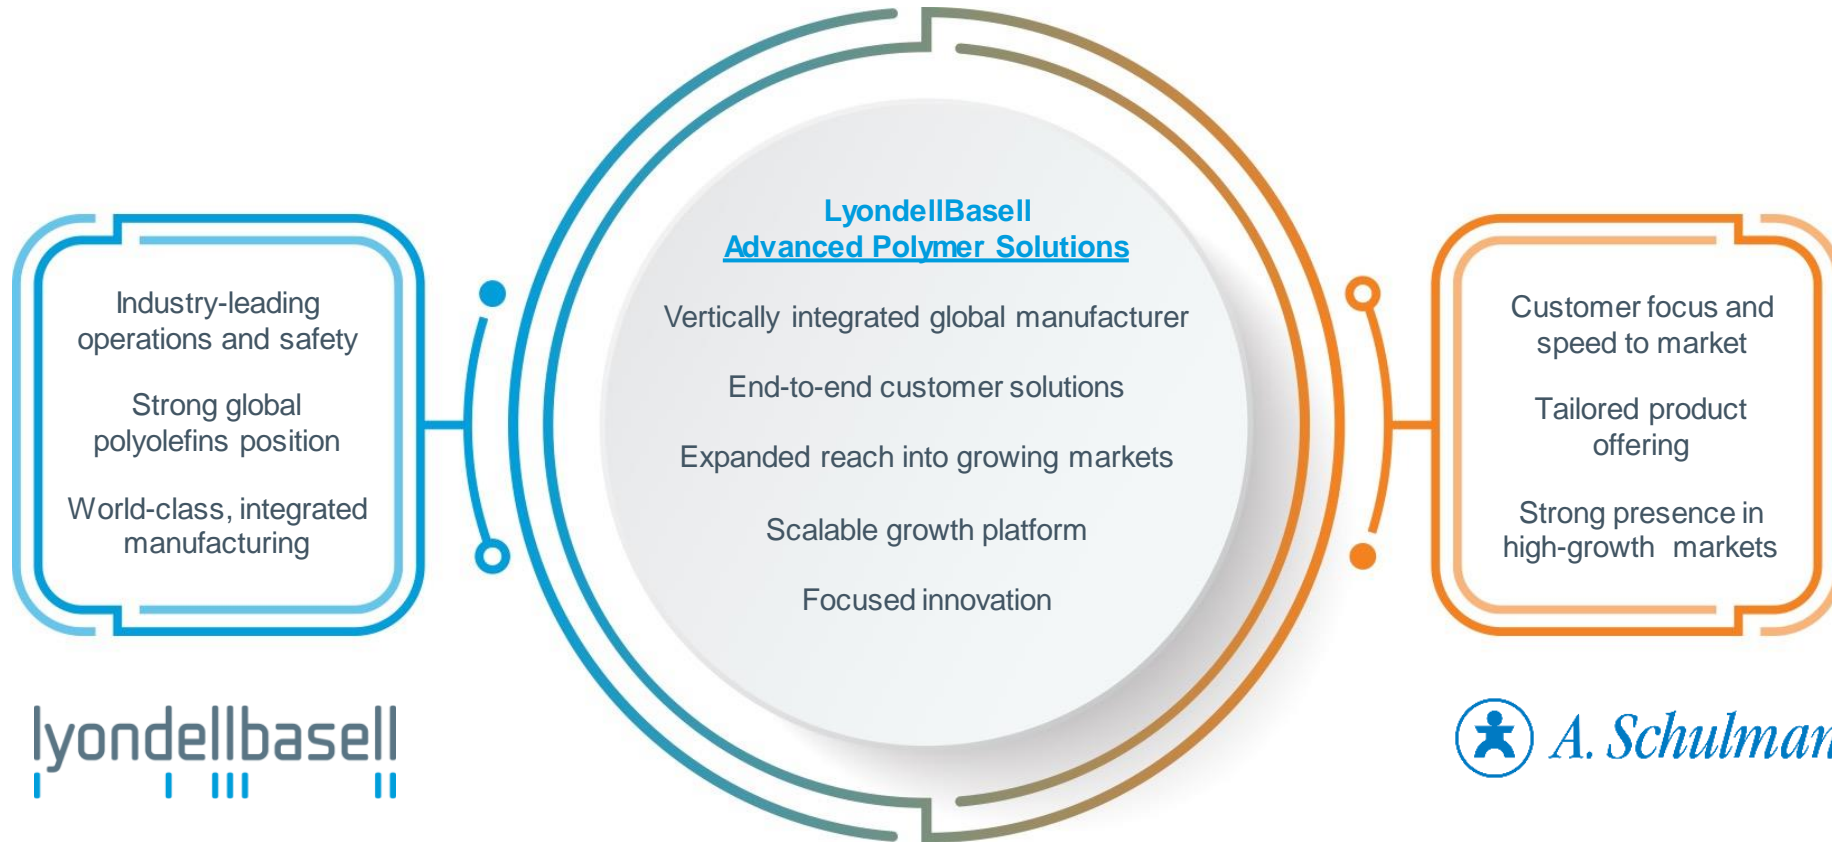 LyondellBasell
Advanced Polymer Solutions
Vertically integrated global manufacturer
End-to-end customer solutions
Expanded reach into growing markets
Scalable growth platform
Focused innovation
Industry-leading
operations and safety
Strong global
polyolefins position
World-class, integrated
manufacturing
lyondellbasell
Customer focus and
speed to market
Tailored product
offering
Strong presence in
high-growth markets
A. Schulman